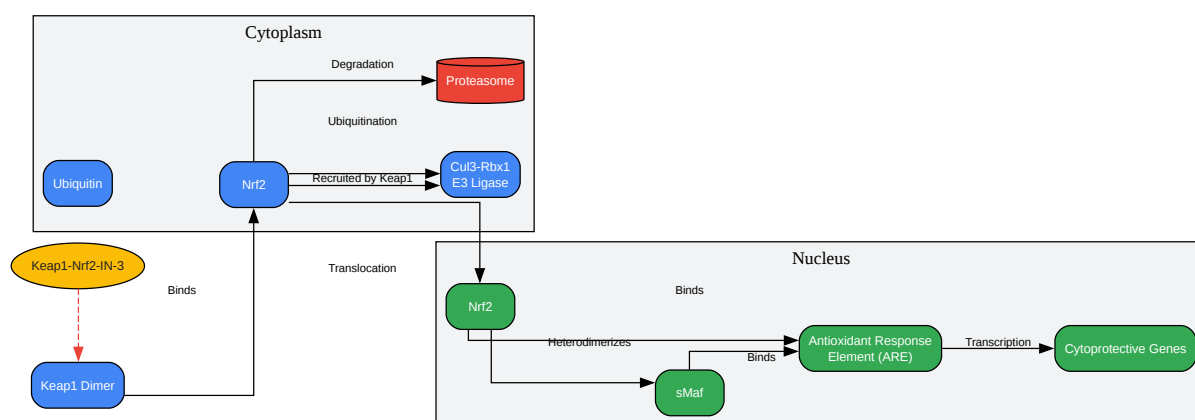 Cytoplasm
Degradation
Proteasome
Ubiquitination
Ubiquitin
Nrf2
Recruited by Keap1
Cul3-Rbx1
E3 Ligase
Keap1-Nrf2-IN-3
Binds
Translocation
Keap1 Dimer
Nucleus
Nrf2
Binds
Heterodimerizes
Binds
sMaf
Antioxidant Response
Element (ARE)
Transcription
Cytoprotective Genes